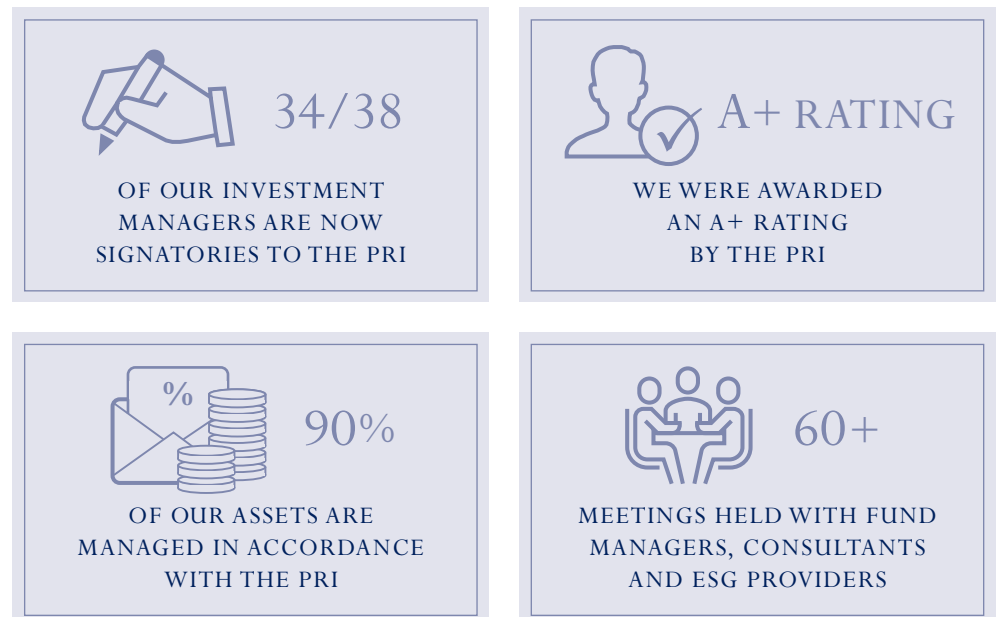 34/38
OF OUR INVESTMENT
MANAGERS ARE NOW
SIGNATORIES TO THE PRI
A+ RATING
WE WERE AWARDED
AN A+ RATING
BY THE PRI
%
90%
OF OUR ASSETS ARE
MANAGED IN ACCORDANCE
WITH THE PRI
60+
MEETINGS HELD WITH FUND
MANAGERS, CONSULTANTS
AND ESG PROVIDERS